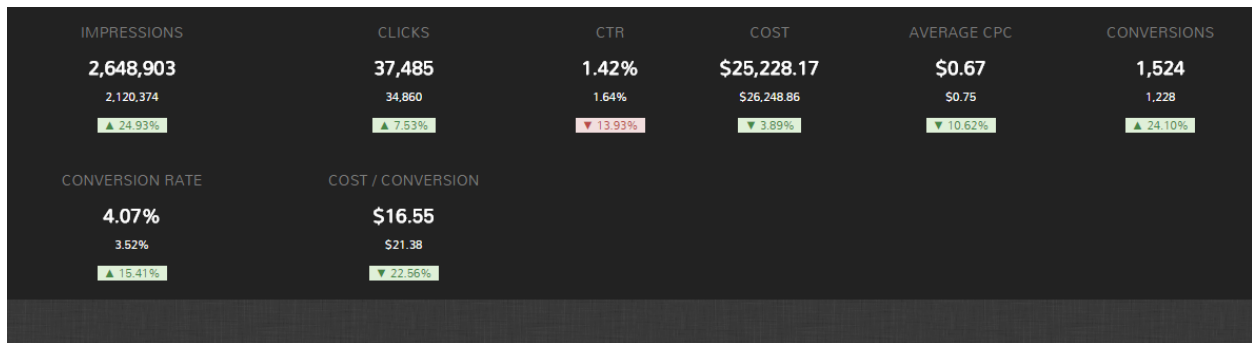 IMPRESSIONS CLICKS CTR COST AVERAGE CPC CONVERSIONS
2,648,903 37,485 1.42% $25,228.17 $0.67 1,524
2,120,374 34,860 1.64% $26,248.86 $0.75 1,228
▲ 24.93% ▲ 7.53% ▼ 13.93% ▼ 3.89% ▼ 10.62% ▲ 24.10%
CONVERSION RATE COST / CONVERSION
4.07% $16.55
3.52% $21.38
▲ 15.41% ▼ 22.56%